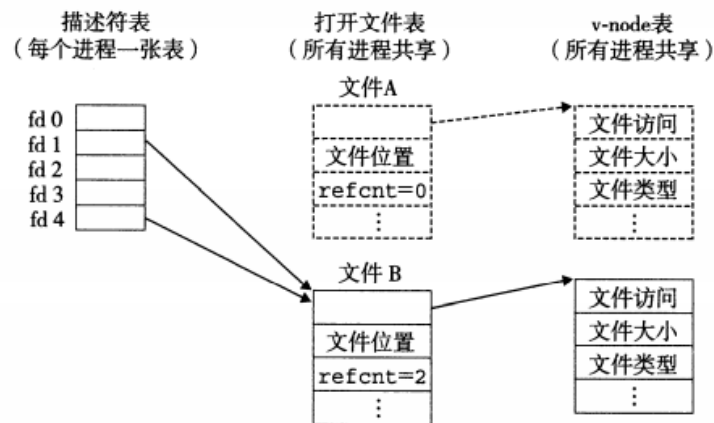 描述符表
（每个进程一张表）
打开文件表
（所有进程共享）
v-node表
（所有进程共享）
文件A
fd 0
fd 1
fd 2
fd 3
fd 4
文件位置
refcnt=0
⋮
文件访问
文件大小
文件类型
⋮
文件 B
文件位置
refcnt=2
⋮
文件访问
文件大小
文件类型
⋮